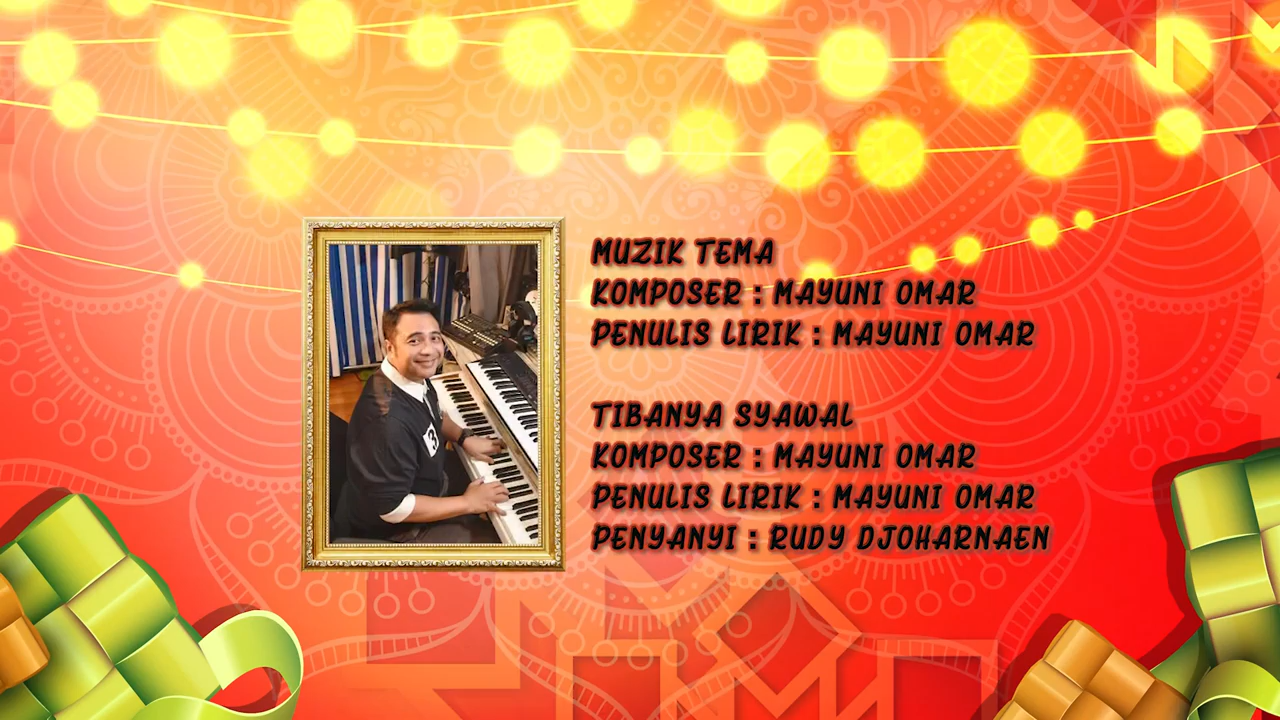 MUZIK TEMA
KOMPOSER : MAYUNI OMAR
PENULIS LIRIK : MAYUNI OMAR
TIBANYA SYAWAL
KOMPOSER : MAYUNI OMAR
PENULIS LIRIK : MAYUNI OMAR
PENYANYI : RUDY DJOHARNAEN
3